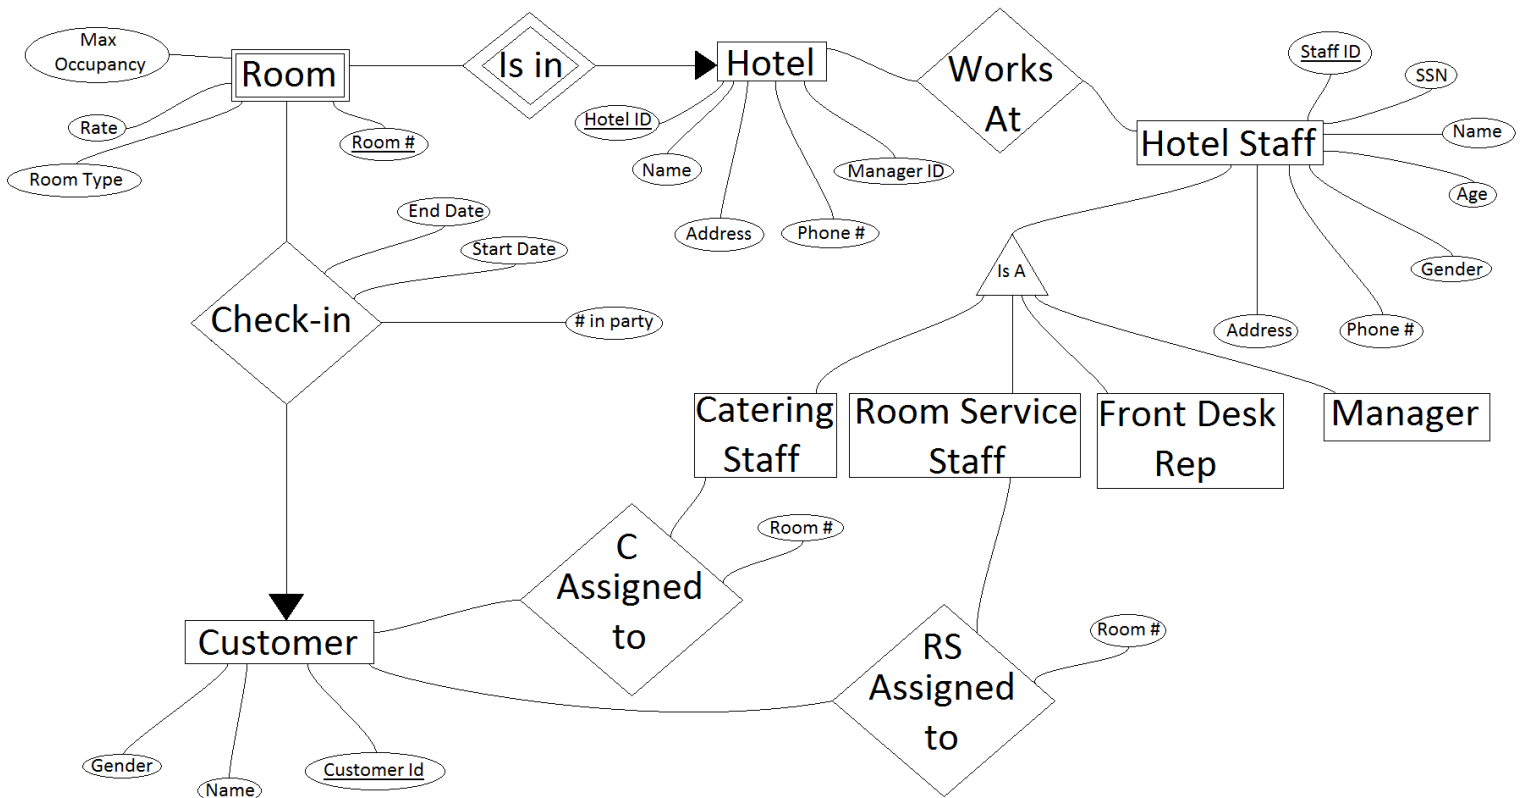 Max
Occupancy
Room
Rate
Room Type
Room #
Is in
Hotel
Hotel ID
Name
Address
Phone #
Manager ID
Works
At
Staff ID
SSN
Name
Age
Gender
Phone #
Address
Hotel Staff
Is A
End Date
Start Date
# in party
Check-in
Catering
Staff
Room Service
Staff
Front Desk
Rep
Manager
C
Assigned
to
Room #
RS
Assigned
to
Room #
Customer
Gender
Name
Customer Id